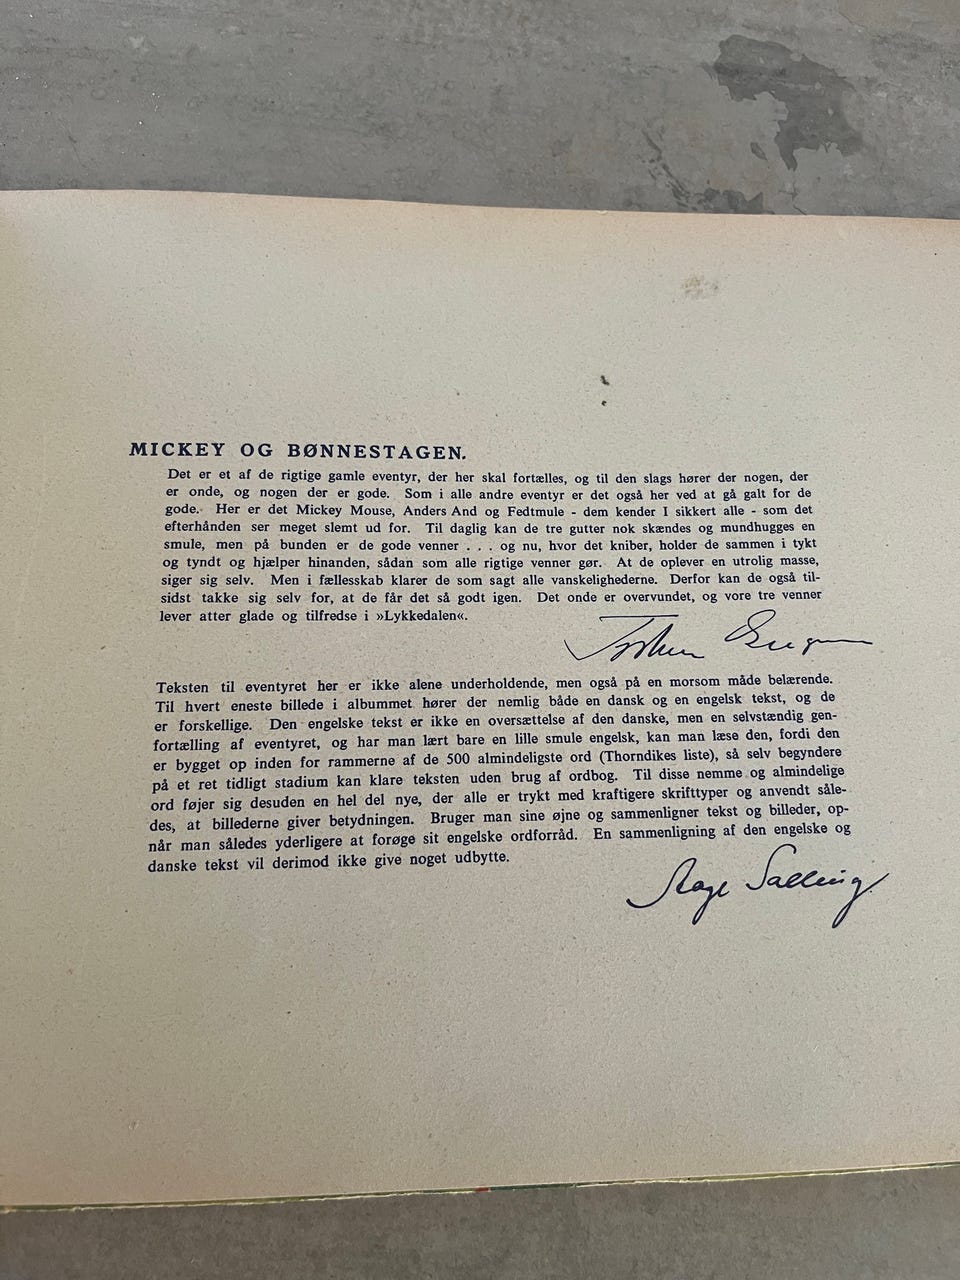 MICKEY OG BØNNESTAGEN.
Det er et af de rigtige gamle eventyr, der her skal fortælles, og til den slags hører der nogen, der
er onde, og nogen der er gode. Som i alle andre eventyr er det også her ved at gå galt for de
gode. Her er det Mickey Mouse, Anders And og Fedtmule - dem kender I sikkert alle - som det
efterhånden ser meget slemt ud for. Til daglig kan de tre gutter nok skændes og mundhugges en
smule, men på bunden er de gode venner . . . og nu, hvor det kniber, holder de sammen i tykt
og tyndt og hjælper hinanden, sådan som alle rigtige venner gør. At de oplever en utrolig masse,
siger sig selv. Men i fællesskab klarer de som sagt alle vanskelighederne. Derfor kan de også til-
sidst takke sig selv for, at de får det så godt igen. Det onde er overvundet, og vore tre venner
lever atter glade og tilfredse i »Lykkedalen«.
Teksten til eventyret her er ikke alene underholdende, men også på en morsom måde belærende.
Til hvert eneste billede i albummet hører der nemlig både en dansk og en engelsk tekst, og de
er forskellige. Den engelske tekst er ikke en oversættelse af den danske, men en selvstændig gen-
fortælling af eventyret, og har man lært bare en lille smule engelsk, kan man læse den, fordi den
er bygget op inden for rammerne af de 500 almindeligste ord (Thorndikes liste), så selv begyndere
på et ret tidligt stadium kan klare teksten uden brug af ordbog. Til disse nemme og almindelige
ord føjer sig desuden en hel del nye, der alle er trykt med kraftigere skrifttyper og anvendt såle-
des, at billederne giver betydningen. Bruger man sine øjne og sammenligner tekst og billeder, op-
når man således yderligere at forøge sit engelske ordforråd. En sammenligning af den engelske og
danske tekst vil derimod ikke give noget udbytte.
Aage Salling